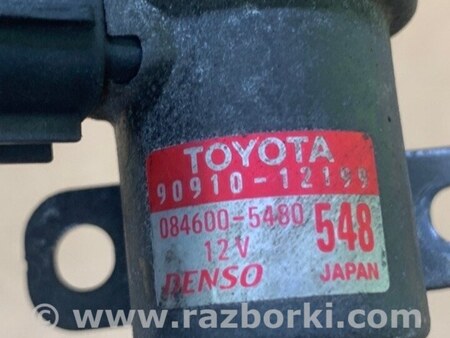 TOYOTA
90910-12199
084600-5480
12V 548
DENSO JAPAN
www.razborki.com